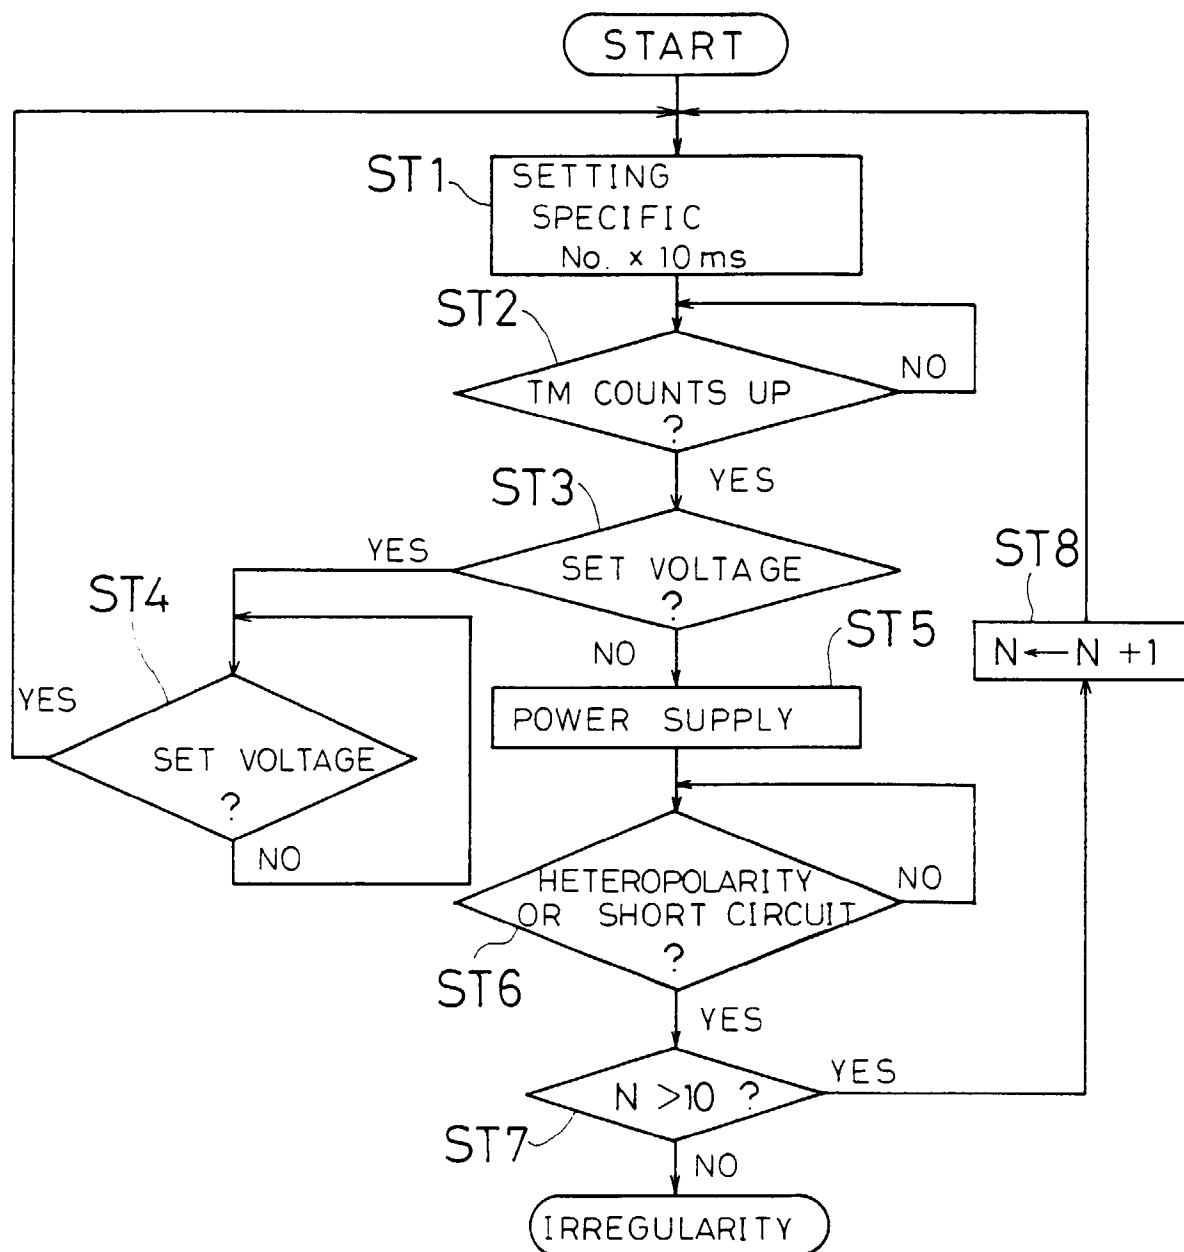 START
ST1
SETTING
SPECIFIC
No. × 10 ms
ST2
TM COUNTS UP
?
NO
YES
ST3
SET VOLTAGE
?
YES
NO
ST4
SET VOLTAGE
?
YES
NO
ST5
POWER SUPPLY
ST8
N ← N + 1
HETEROPOLARITY
OR SHORT CIRCUIT
?
NO
ST6
YES
N > 10 ?
YES
ST7
NO
IRREGULARITY